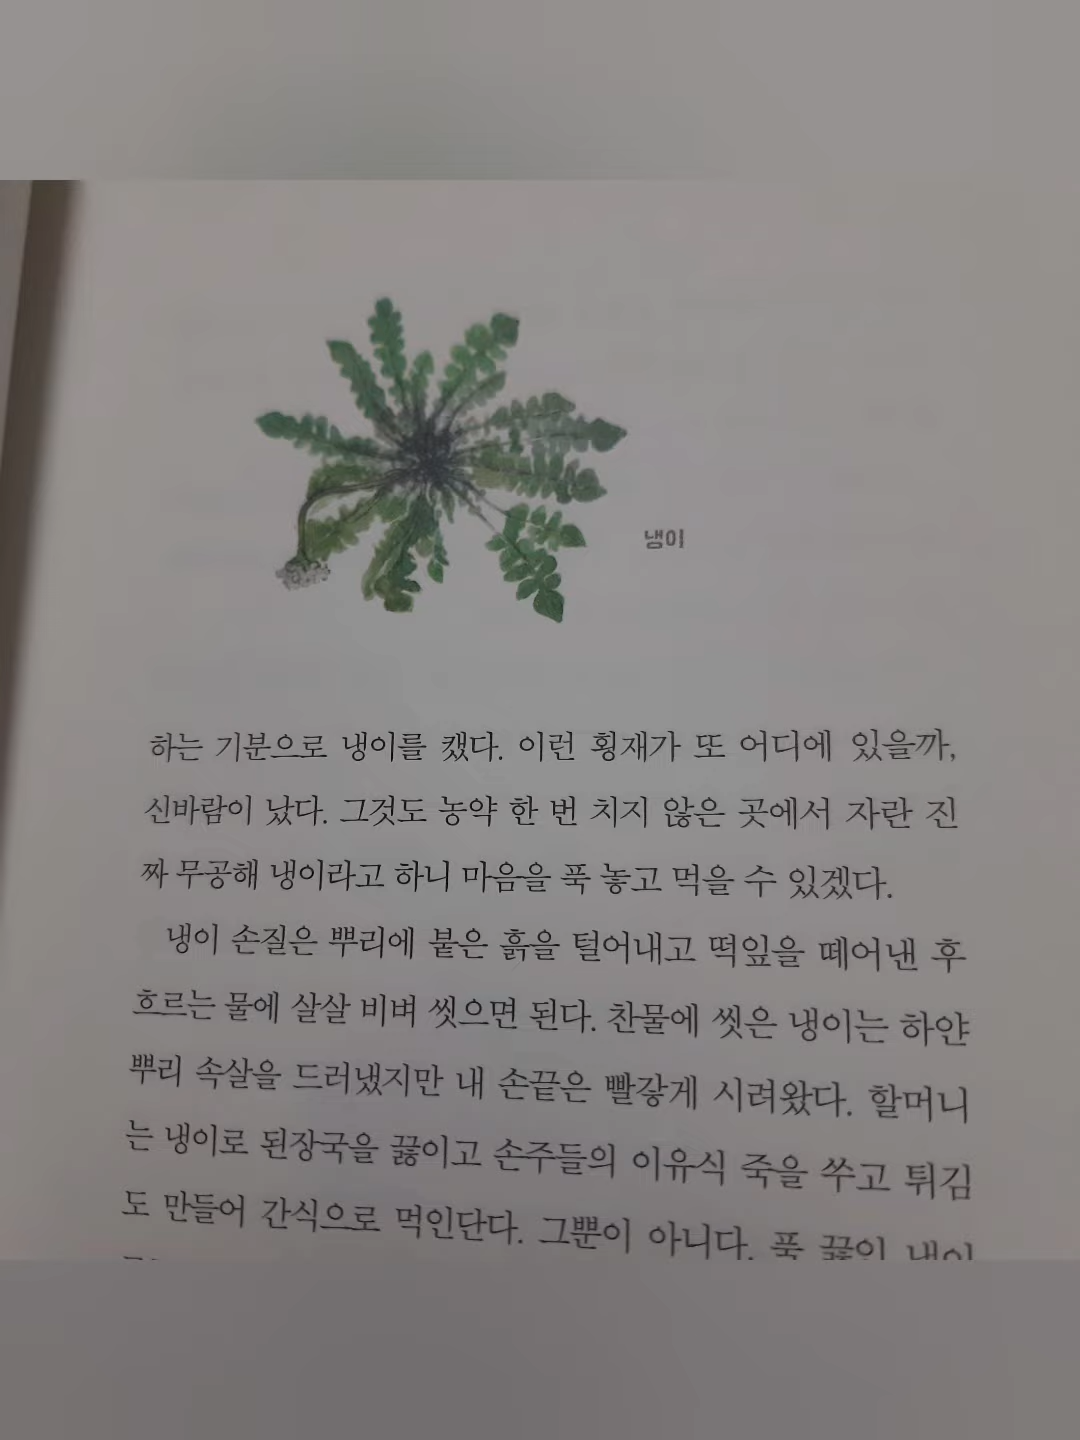 냉이
하는 기분으로 냉이를 캤다. 이런 횡재가 또 어디에 있을까,
신바람이 났다. 그것도 농약 한 번 치지 않은 곳에서 자란 진
짜 무공해 냉이라고 하니 마음을 푹 놓고 먹을 수 있겠다.
냉이 손질은 뿌리에 붙은 흙을 털어내고 떡잎을 떼어낸 후
흐르는 물에 살살 비벼 씻으면 된다. 찬물에 씻은 냉이는 하얀
뿌리 속살을 드러냈지만 내 손끝은 빨갛게 시려왔다. 할머니
는 냉이로 된장국을 끓이고 손주들의 이유식 죽을 쑤고 튀김
도 만들어 간식으로 먹인단다. 그뿐이 아니다. 푹 끓인 냉이